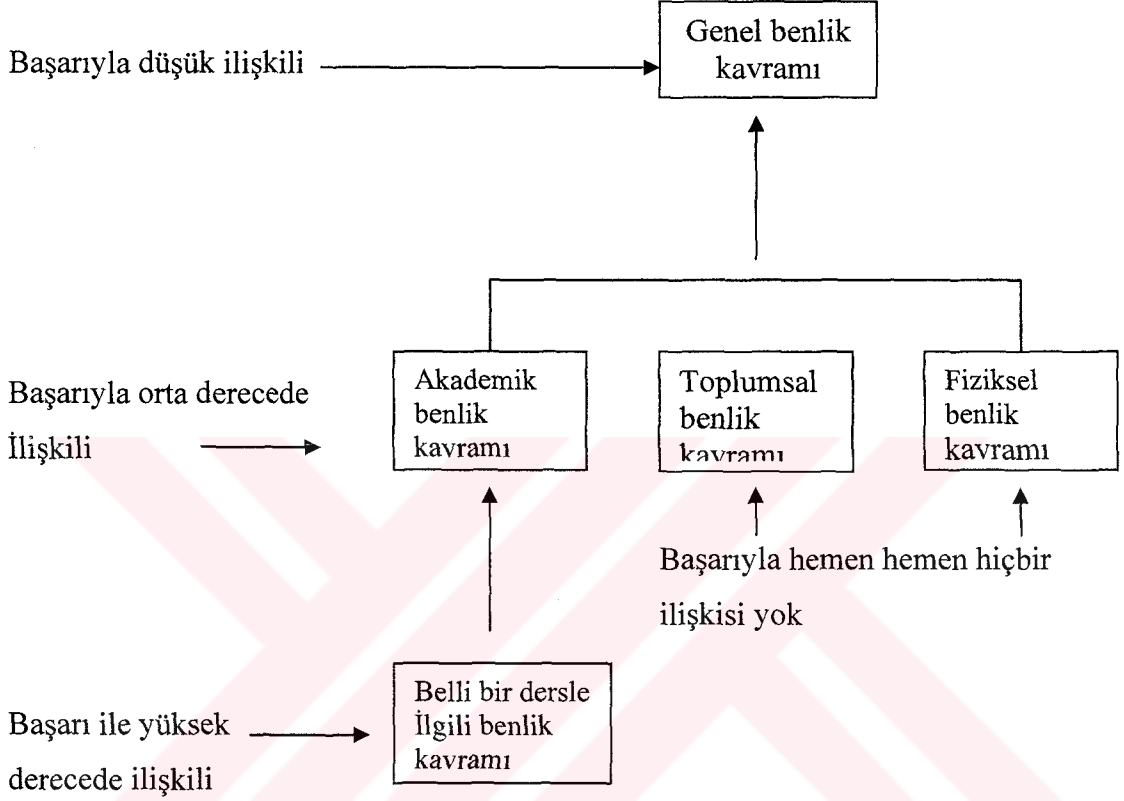 Genel benlik
kavramı
Başarıyla düşük ilişkili
Başarıyla orta derecede
İlişkili
Akademik
benlik
kavramı
Toplumsal
benlik
kavramı
Fiziksel
benlik
kavramı
Başarıyla hemen hemen hiçbir
ilişkisi yok
Başarı ile yüksek
derecede ilişkili
Belli bir dersle
İlgili benlik
kavramı